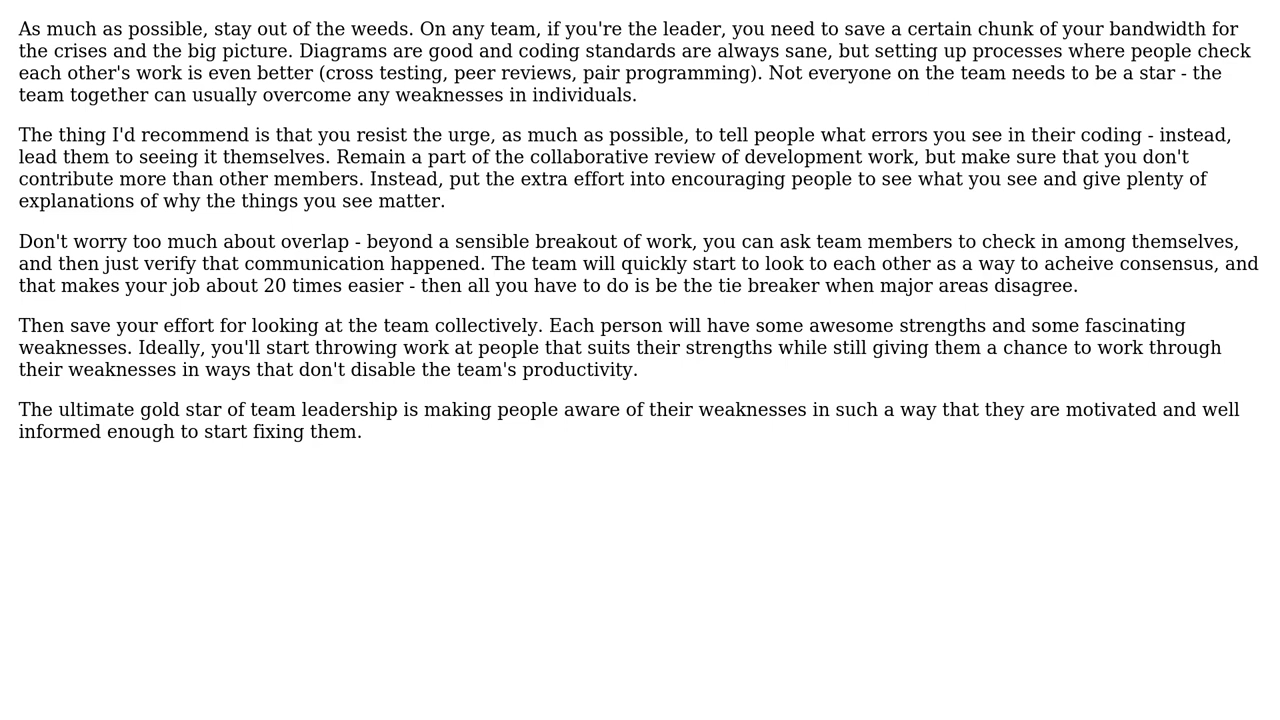 As much as possible, stay out of the weeds. On any team, if you're the leader, you need to save a certain chunk of your bandwidth for
the crises and the big picture. Diagrams are good and coding standards are always sane, but setting up processes where people check
each other's work is even better (cross testing, peer reviews, pair programming). Not everyone on the team needs to be a star - the
team together can usually overcome any weaknesses in individuals.
The thing I'd recommend is that you resist the urge, as much as possible, to tell people what errors you see in their coding - instead,
lead them to seeing it themselves. Remain a part of the collaborative review of development work, but make sure that you don't
contribute more than other members. Instead, put the extra effort into encouraging people to see what you see and give plenty of
explanations of why the things you see matter.
Don't worry too much about overlap - beyond a sensible breakout of work, you can ask team members to check in among themselves,
and then just verify that communication happened. The team will quickly start to look to each other as a way to acheive consensus, and
that makes your job about 20 times easier - then all you have to do is be the tie breaker when major areas disagree.
Then save your effort for looking at the team collectively. Each person will have some awesome strengths and some fascinating
weaknesses. Ideally, you'll start throwing work at people that suits their strengths while still giving them a chance to work through
their weaknesses in ways that don't disable the team's productivity.
The ultimate gold star of team leadership is making people aware of their weaknesses in such a way that they are motivated and well
informed enough to start fixing them.